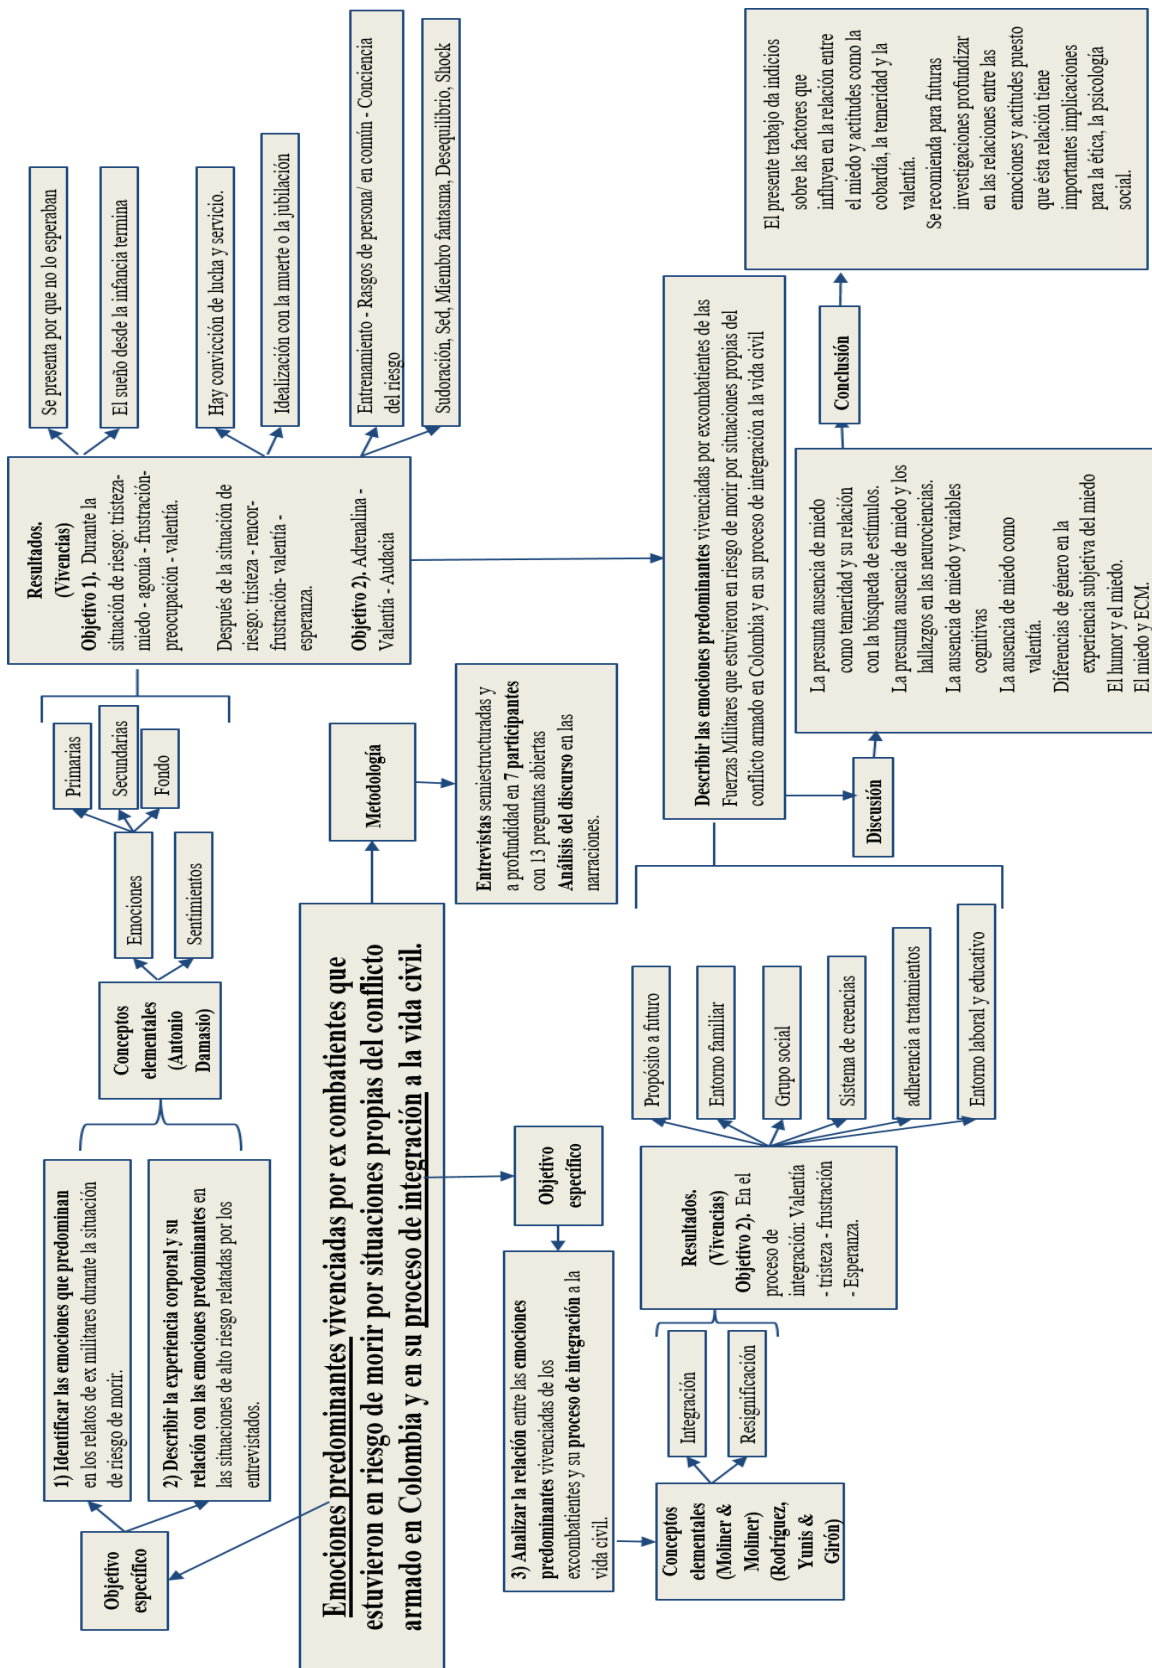 Objetivo
específico
1) Identificar las emociones que predominan
en los relatos de ex militares durante la situación
de riesgo de morir.
2) Describir la experiencia corporal y su
relación con las emociones predominantes en
las situaciones de alto riesgo relatadas por los
entrevistados.
Conceptos
elementales
(Antonio
Damasio)
Emociones
Sentimientos
Primarias
Secundarias
Fondo
Resultados.
(Vivencias)
Objetivo 1). Durante la
situación de riesgo: tristeza-
miedo - agonía - frustración-
preocupación - valentía.
Después de la situación de
riesgo: tristeza - rencor-
frustración- valentía -
esperanza.
Objetivo 2). Adrenalina -
Valentía - Audacia
Se presenta por que no lo esperaban
El sueño desde la infancia termina
Hay convicción de lucha y servicio.
Idealización con la muerte o la jubilación
Entrenamiento - Rasgos de persona/ en común - Conciencia
del riesgo
Sudoración, Sed, Miembro fantasma, Desequilibrio, Shock
Emociones predominantes vivenciadas por ex combatientes que
estuvieron en riesgo de morir por situaciones propias del conflicto
armado en Colombia y en su proceso de integración a la vida civil.
Metodología
Entrevistas semiestructuradas y
a profundidad en 7 participantes
con 13 preguntas abiertas
Análisis del discurso en las
narraciones.
Objetivo
específico
3) Analizar la relación entre las emociones
predominantes vivenciadas de los
excombatientes y su proceso de integración a la
vida civil.
Conceptos
elementales
(Moliner &
Moliner)
(Rodríguez,
Yunis &
Girón)
Integración
Resignificación
Resultados.
(Vivencias)
Objetivo 2). En el
proceso de
integración: Valentía
- tristeza - frustración
- Esperanza.
Propósito a futuro
Entorno familiar
Grupo social
Sistema de creencias
adherencia a tratamientos
Entorno laboral y educativo
Describir las emociones predominantes vivenciadas por excombatientes de las
Fuerzas Militares que estuvieron en riesgo de morir por situaciones propias del
conflicto armado en Colombia y en su proceso de integración a la vida civil
Discusión
La presunta ausencia de miedo
como temeridad y su relación
con la búsqueda de estímulos.
La presunta ausencia de miedo y los
hallazgos en las neurociencias.
La ausencia de miedo y variables
cognitivas
La ausencia de miedo como
valentía.
Diferencias de género en la
experiencia subjetiva del miedo
El humor y el miedo.
El miedo y ECM.
Conclusión
El presente trabajo da indicios
sobre las factores que
influyen en la relación entre
el miedo y actitudes como la
cobardía, la temeridad y la
valentía.
Se recomienda para futuras
investigaciones profundizar
en las relaciones entre las
emociones y actitudes puesto
que ésta relación tiene
importantes implicaciones
para la ética, la psicología
social.